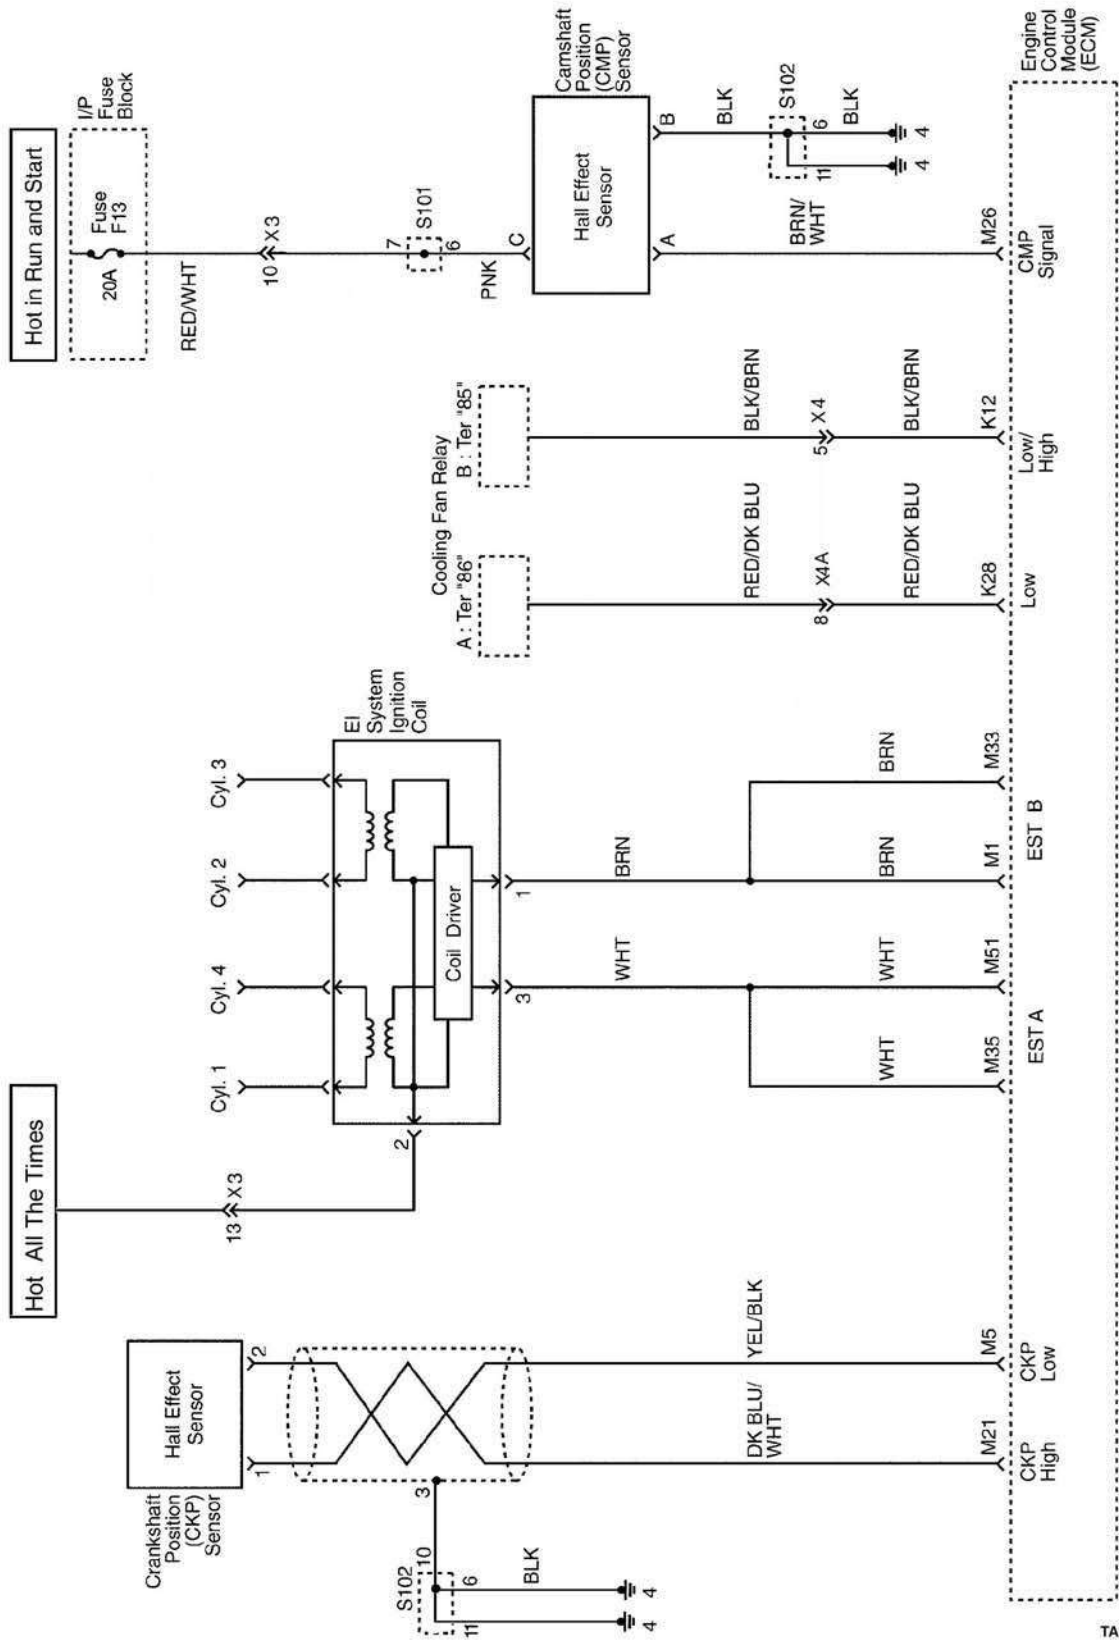 Hot All The Times
Hot in Run and Start
I/P
Fuse
Block
Fuse
F13
20A
RED/WHT
10
X3
7
S101
6
PNK
C
Camshaft
Position
(CMP)
Sensor
Hall Effect
Sensor
A
B
BLK
S102
11
6
BLK
4
4
BRN/
WHT
M26
CMP
Signal
Cooling Fan Relay
A : Ter "86"
B : Ter "85"
RED/DK BLU
8
X4A
RED/DK BLU
K28
Low
BLK/BRN
5
X4
BLK/BRN
K12
Low/
High
13
X3
Cyl. 1
Cyl. 4
Cyl. 2
Cyl. 3
EI
System
Ignition
Coil
2
Coil Driver
3
1
WHT
BRN
WHT
WHT
BRN
BRN
M35
M51
M1
M33
EST A
EST B
Crankshaft
Position
(CKP)
Sensor
Hall Effect
Sensor
1
2
3
S102
10
11
6
BLK
4
4
DK BLU/
WHT
YEL/BLK
M21
M5
CKP
High
CKP
Low
Engine
Control
Module
(ECM)
TA